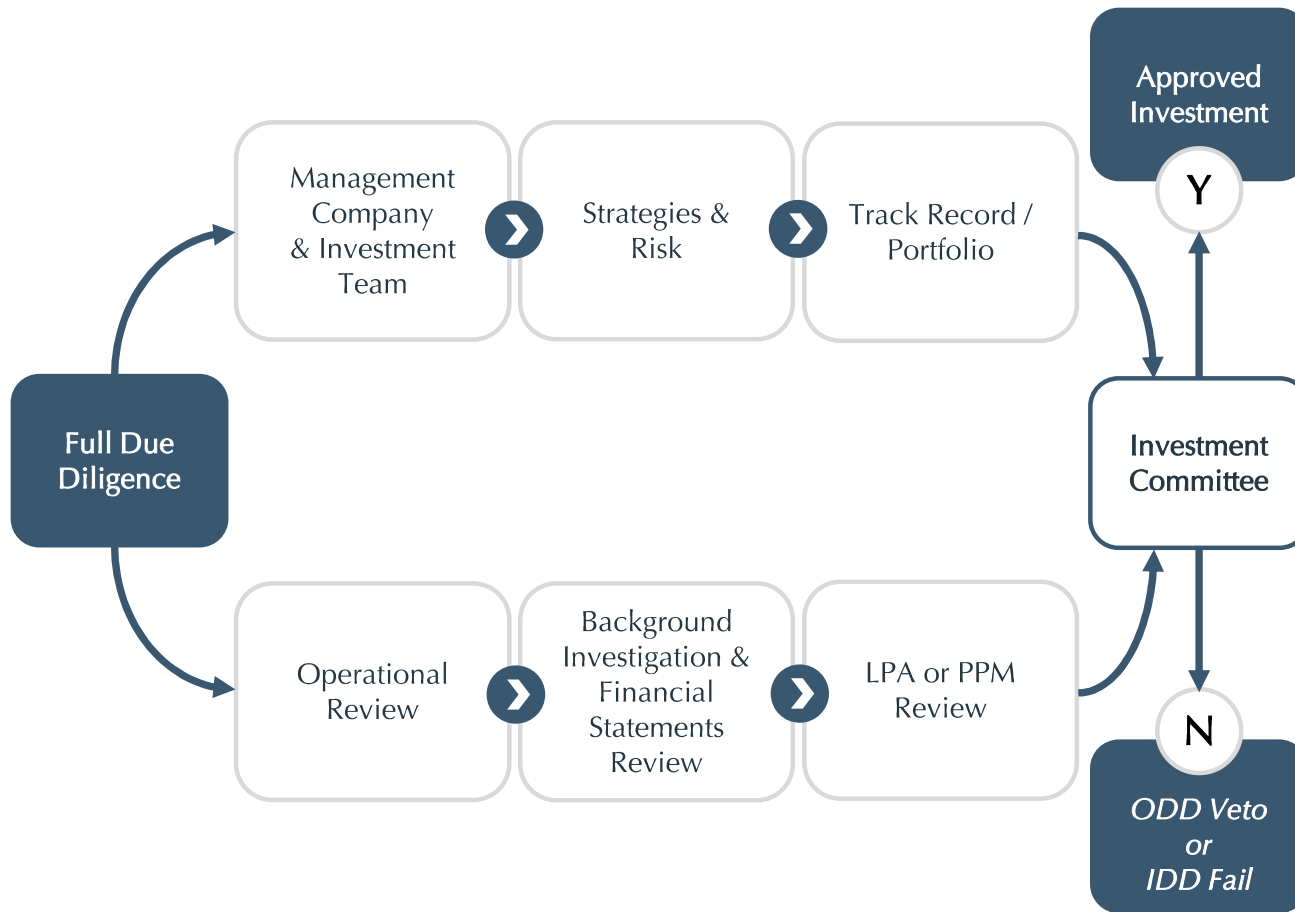 Approved
Investment
Y
Management
Company
& Investment
Team
Strategies &
Risk
Track Record /
Portfolio
Full Due
Diligence
Investment
Committee
Operational
Review
Background
Investigation &
Financial
Statements
Review
LPA or PPM
Review
N
ODD Veto
or
IDD Fail